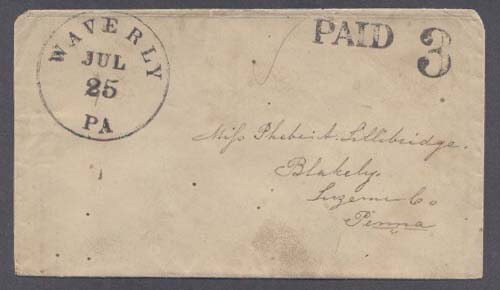 WAVERLY
JUL
25
PA
PAID 3
Miss Phebe A. Lillibridge.
Blakely.
Luzerne Co
Penna